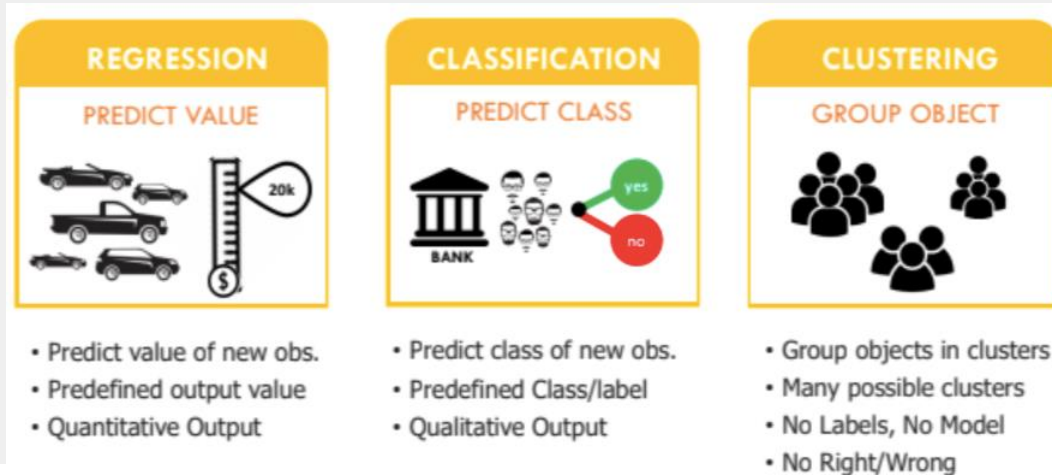 REGRESSION
PREDICT VALUE
20k
$
• Predict value of new obs.
• Predefined output value
• Quantitative Output
CLASSIFICATION
PREDICT CLASS
BANK
yes
no
• Predict class of new obs.
• Predefined Class/label
• Qualitative Output
CLUSTERING
GROUP OBJECT
• Group objects in clusters
• Many possible clusters
• No Labels, No Model
• No Right/Wrong